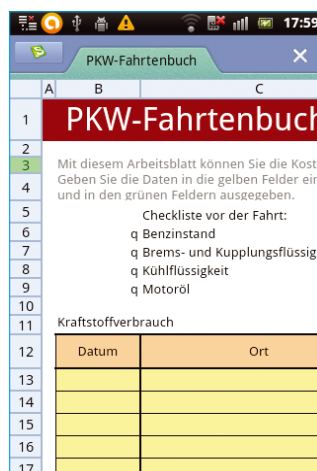 17:59
PKW-Fahrtenbuch
A B C
1 PKW-Fahrtenbuch
2
3 Mit diesem Arbeitsblatt können Sie die Kost
4 Geben Sie die Daten in die gelben Felder ein
und in den grünen Feldern ausgegeben.
5 Checkliste vor der Fahrt:
6 q Benzinstand
7 q Brems- und Kupplungsflüssig
8 q Kühlflüssigkeit
9 q Motoröl
10
11 Kraftstoffverbrauch
12 Datum Ort
13
14
15
16
17